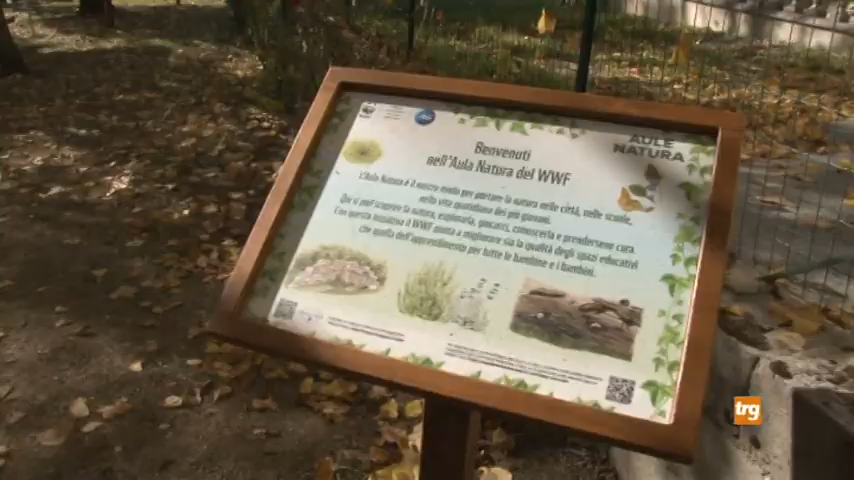 AULE
NATURA
Benvenuti
nell'Aula Natura del WWF
L'Aula Natura è il nostro modo per portare la natura nelle città, nelle scuole,
nella vita quotidiana dei più giovani.
Qui si può scoprire la natura, esplorarla, giocarci, conoscerla e prendersene cura.
Con questa iniziativa il WWF punta a migliorare sia la qualità degli spazi educativi
che quella dell'apprendimento per tutte le bambine e i bambini.
trg